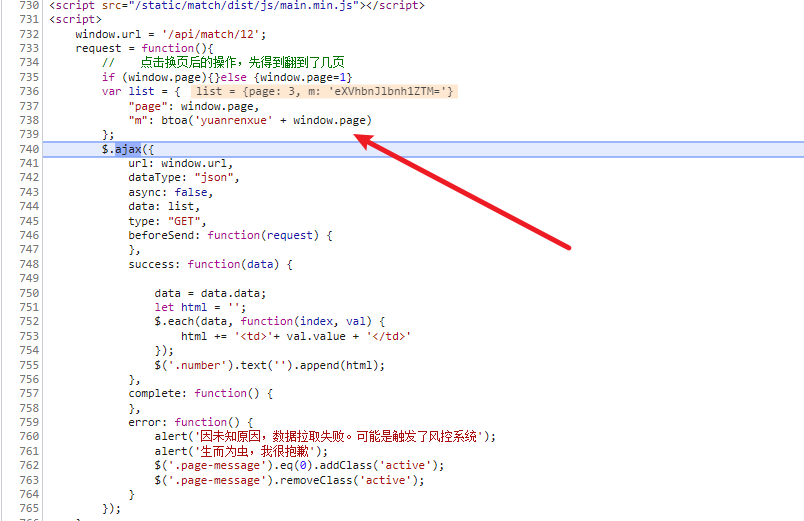 730 <script src="/static/match/dist/js/main.min.js"></script>
731 <script>
732 window.url = '/api/match/12';
733 request = function(){
734 // 点击换页后的操作，先得到翻到了几页
735 if (window.page){}else {window.page=1}
736 var list = { list = {page: 3, m: 'eXVhbnJlbnh1ZTM='}
737 "page": window.page,
738 "m": btoa('yuanrenxue' + window.page)
739 };
740 $.ajax({
741 url: window.url,
742 dataType: "json",
743 async: false,
744 data: list,
745 type: "GET",
746 beforeSend: function(request) {
747 },
748 success: function(data) {
749
750 data = data.data;
751 let html = '';
752 $.each(data, function(index, val) {
753 html += '<td>'+ val.value + '</td>'
754 });
755 $('.number').text('').append(html);
756 },
757 complete: function() {
758 },
759 error: function() {
760 alert('因未知原因，数据拉取失败。可能是触发了风控系统');
761 alert('生而为虫，我很抱歉');
762 $('.page-message').eq(0).addClass('active');
763 $('.page-message').removeClass('active');
764 }
765 });